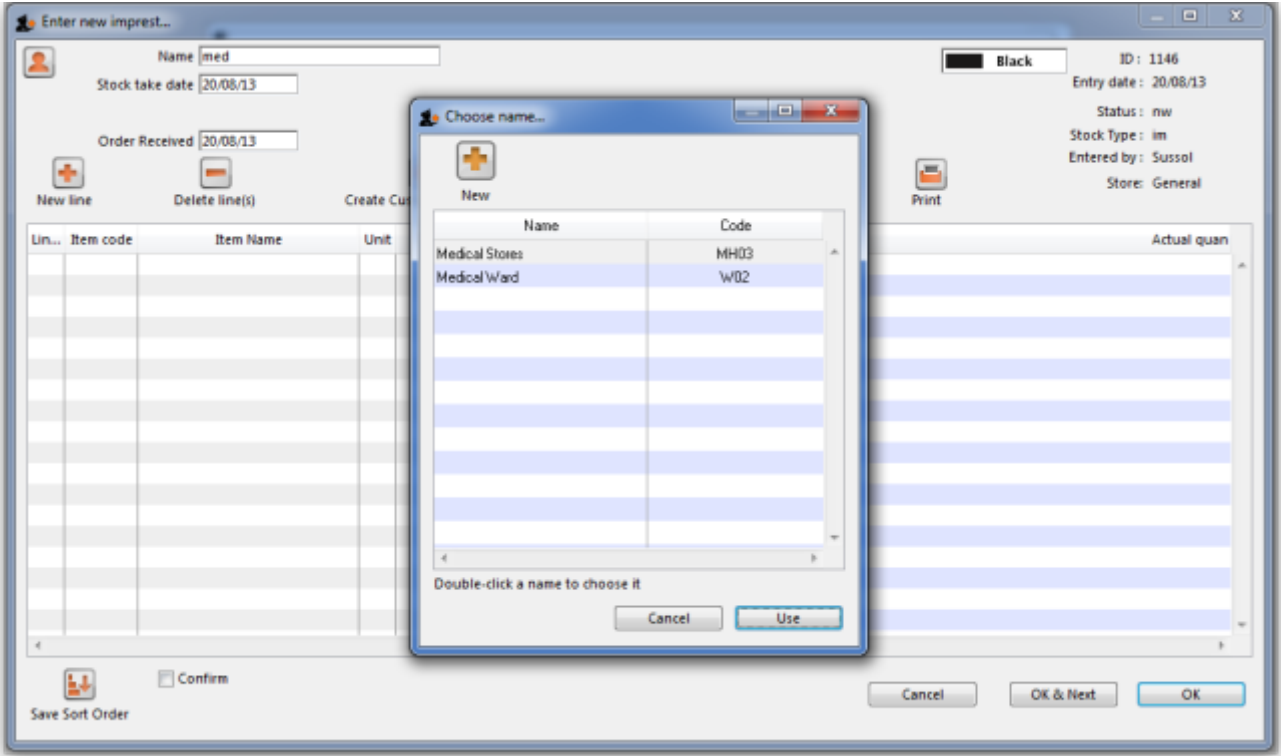 Enter new imprest...
Name med
Stock take date 20/08/13
Order Received 20/08/13
Black
ID : 1146
Entry date : 20/08/13
Status : nw
Stock Type : im
Entered by : Sussol
Store: General
New line
Delete line(s)
Create Cus
Print
Lin... Item code Item Name Unit Actual quan
Choose name...
New
Name Code
Medical Stores MH03
Medical Ward W02
Double-click a name to choose it
Cancel Use
Save Sort Order
Confirm
Cancel OK & Next OK